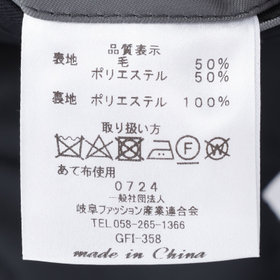 品質表示
表地 毛 50%
ポリエステル 50%
裏地 ポリエステル 100%
取り扱い方
P W
あて布使用
0724
一般社団法人
岐阜ファッション産業連合会
TEL.058-265-1366
GFI-358
made in China